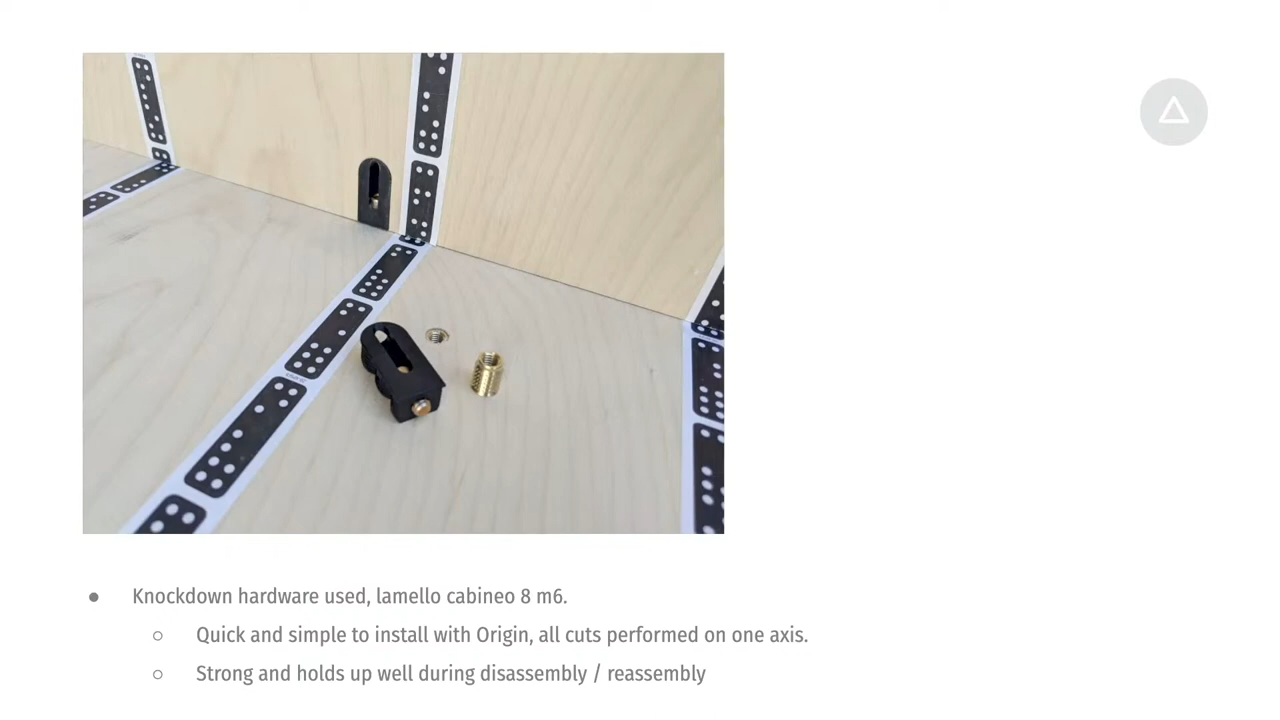 Knockdown hardware used, lamello cabineo 8 m6.
Quick and simple to install with Origin, all cuts performed on one axis.
Strong and holds up well during disassembly / reassembly